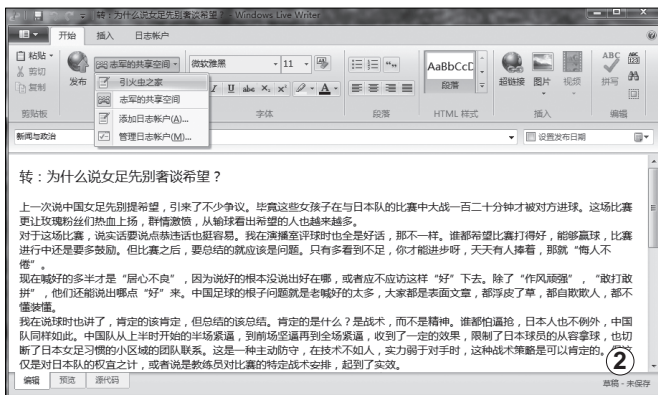 转：为什么说女足先别奢谈希望？ - Windows Live Writer
开始 插入 日志帐户
粘贴
剪切
复制
剪贴板
发布
志军的共享空间
引火虫之家
志军的共享空间
添加日志帐户(A)...
管理日志帐户(M)...
微软雅黑 11
I U abc X₂ x² A
字体
段落
AaBbCcD
段落
HTML 样式
超链接 图片 视频
插入
ABC
拼写
编辑
新闻与政治 设置发布日期
转：为什么说女足先别奢谈希望？
上一次说中国女足先别提希望，引来了不少争议。毕竟这些女孩子在与日本队的比赛中大战一百二十分钟才被对方进球。这场比赛
更让玫瑰粉丝们热血上扬，群情激愤，从输球看出希望的人也越来越多。
对于这场比赛，说实话要说点恭违话也挺容易。我在演播室评球时也全是好话，那不一样。谁都希望比赛打得好，能够赢球，比赛
进行中还是要多鼓励。但比赛之后，要总结的就应该是问题。只有多看到不足，你才能进步呀，天天有人捧着，那就“悔人不
倦”。
现在喊好的多半才是“居心不良”，因为说好的根本没说出好在哪，或者应不应访这样“好”下去。除了“作风顽强”，“敢打敢
拼”，他们还能说出哪点“好”来。中国足球的根子问题就是老喊好的太多，大家都是表面文章，都浮皮了草，都自欺欺人，都不
懂装懂。
我在说球时也讲了，肯定的该肯定，但总结的该总结。肯定的是什么？是战术，而不是精神。谁都怕逼抢，日本人也不例外，中国
队同样如此。中国队从上半时开始的半场紧逼，到前场坚逼再到全场紧逼，收到了一定的效果，限制了日本球员的从容拿球，也切
断了日本女足习惯的小区域的团队联系。这是一种主动防守，在技术不如人，实力弱于对手时，这种战术策略是可以肯定的。
仅是对日本队的权宜之计，或者说是教练员对比赛的特定战术安排，起到了实效。
②
编辑 预览 源代码 草稿 - 未保存